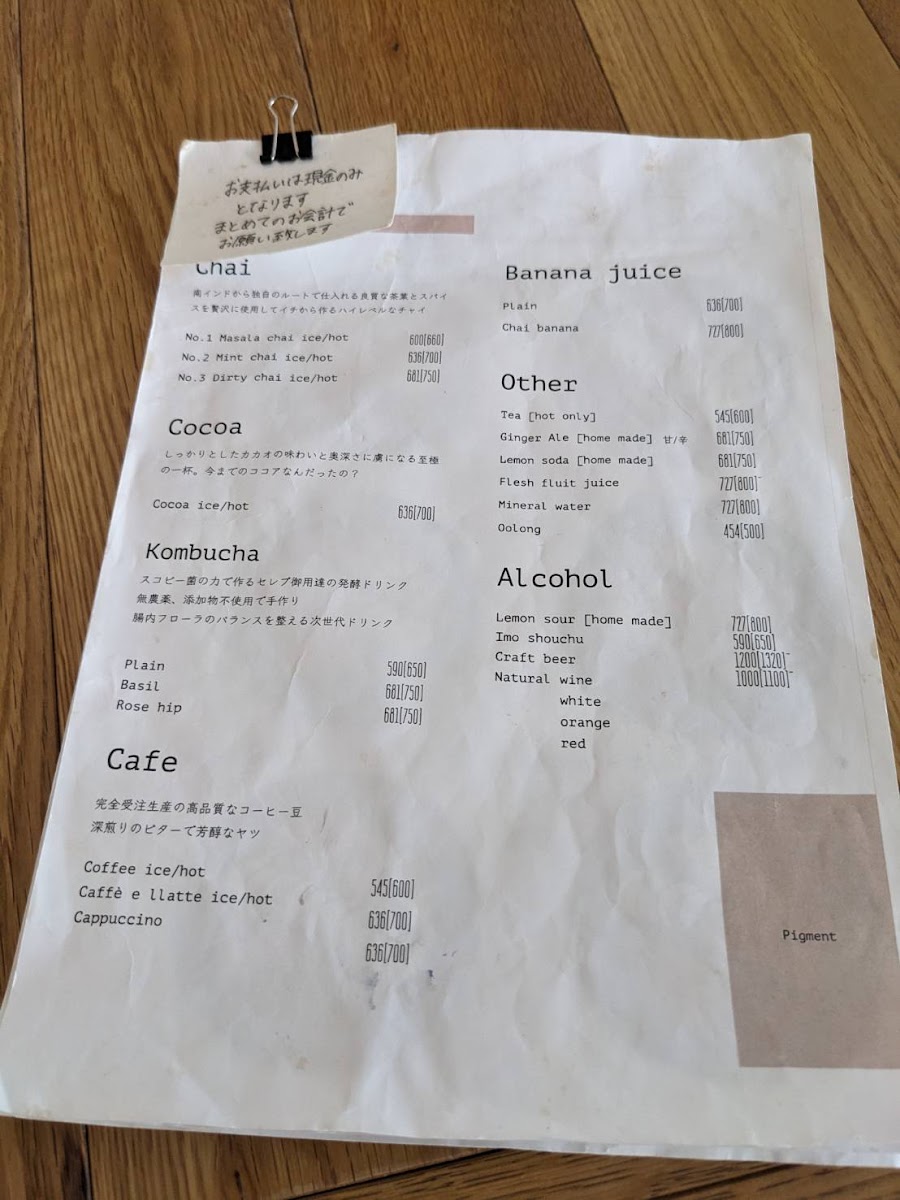 お支払いは現金のみ
となります
まとめてのお会計で
お願い致します
Chai
南インドから独自のルートで仕入れる良質な茶葉とスパイ
スを贅沢に使用してイチから作るハイレベルなチャイ
No.1 Masala chai ice/hot 600[660]
No.2 Mint chai ice/hot 636[700]
No.3 Dirty chai ice/hot 681[750]
Cocoa
しっかりとしたカカオの味わいと奥深さに虜になる至極
の一杯。今までのココアなんだったの？
Cocoa ice/hot 636[700]
Kombucha
スコビー菌の力で作るセレブ御用達の発酵ドリンク
無農薬、添加物不使用で手作り
腸内フローラのバランスを整える次世代ドリンク
Plain 590[650]
Basil 681[750]
Rose hip 681[750]
Cafe
完全受注生産の高品質なコーヒー豆
深煎りのビターで芳醇なヤツ
Coffee ice/hot 545[600]
Caffè e llatte ice/hot 636[700]
Cappuccino 636[700]
Banana juice
Plain 636[700]
Chai banana 727[800]
Other
Tea [hot only] 545[600]
Ginger Ale [home made] 甘/辛 681[750]
Lemon soda [home made] 681[750]
Flesh fluit juice 727[800]~
Mineral water 727[800]
Oolong 454[500]
Alcohol
Lemon sour [home made] 727[800]
Imo shouchu 590[650]
Craft beer 1200[1320]~
Natural wine 1000[1100]~
white
orange
red
Pigment